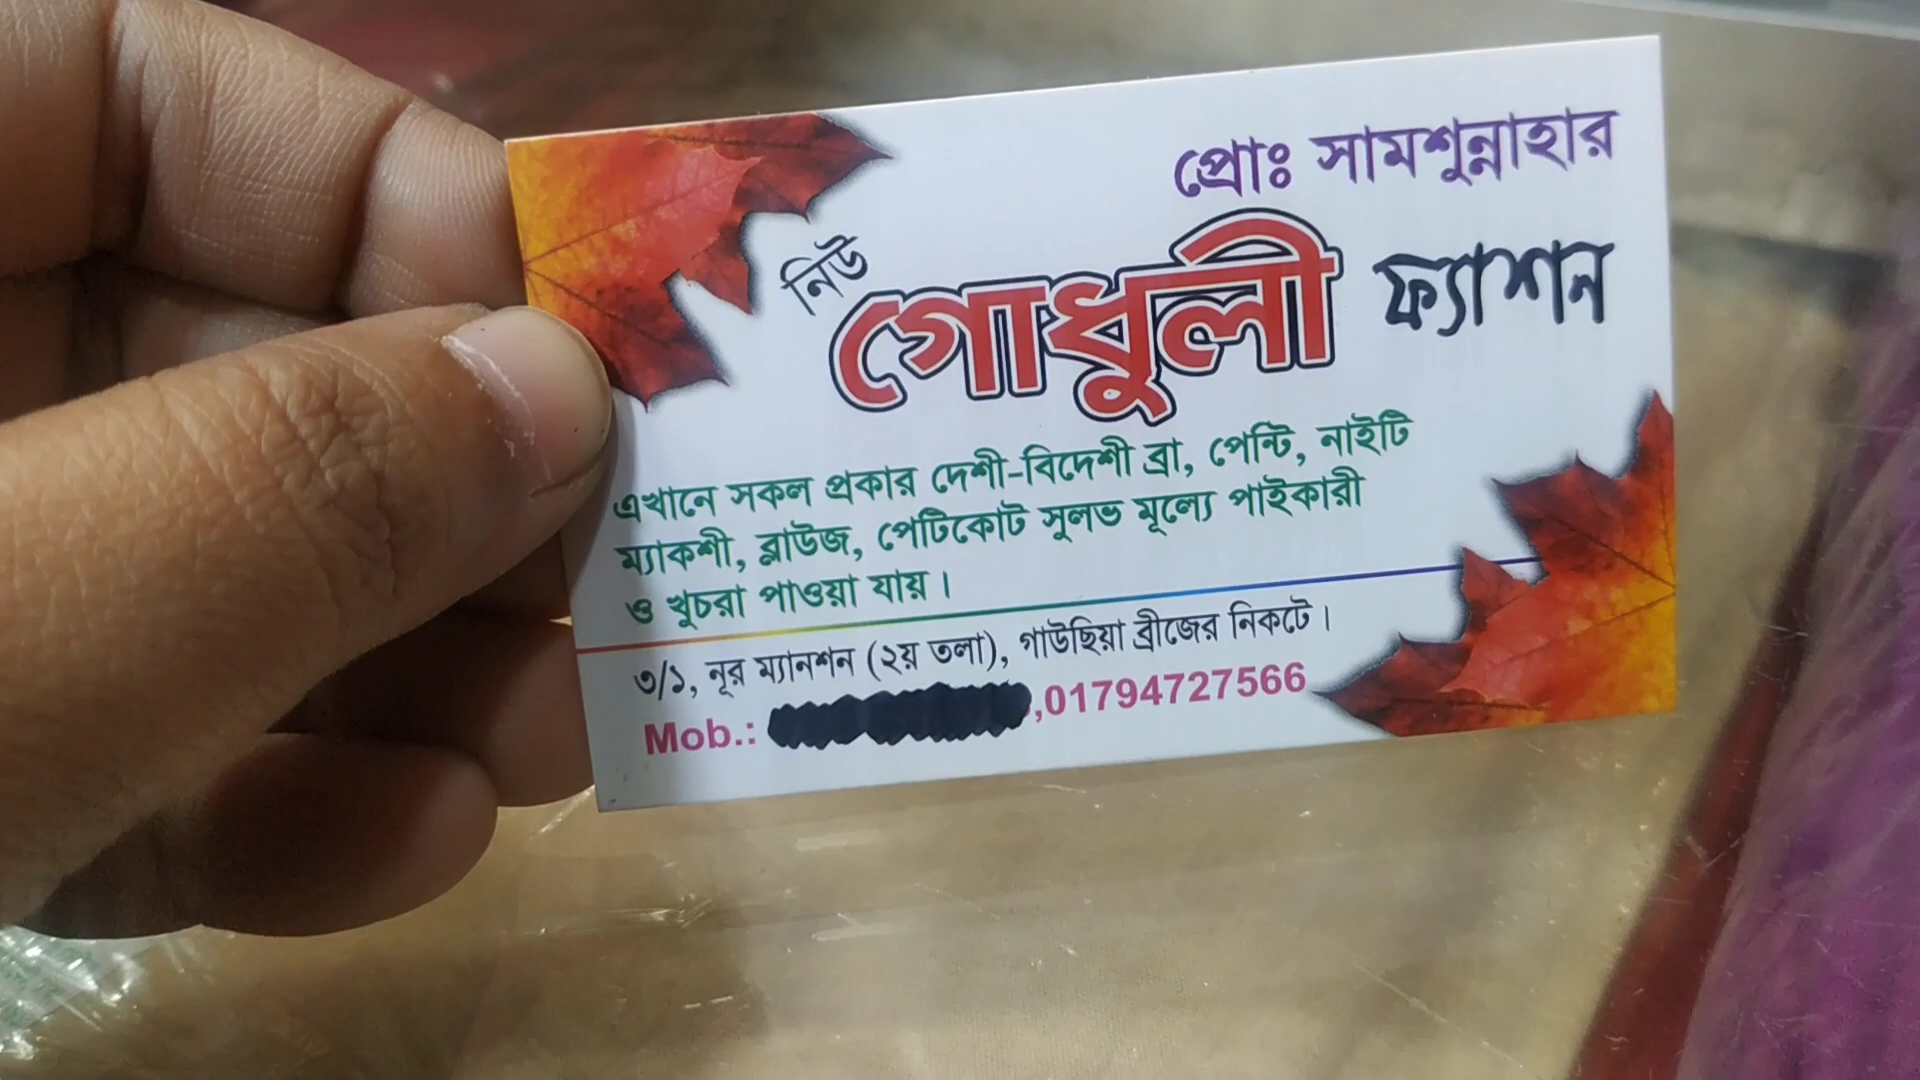 প্রোঃ সামশুন্নাহার
নিউ গোধুলী ফ্যাশন
এখানে সকল প্রকার দেশী-বিদেশী ব্রা, পেন্টি, নাইটি
ম্যাকশী, ব্লাউজ, পেটিকোট সুলভ মূল্যে পাইকারী
ও খুচরা পাওয়া যায়।
৩/১, নূর ম্যানশন (২য় তলা), গাউছিয়া ব্রীজের নিকটে।
Mob.: ,01794727566